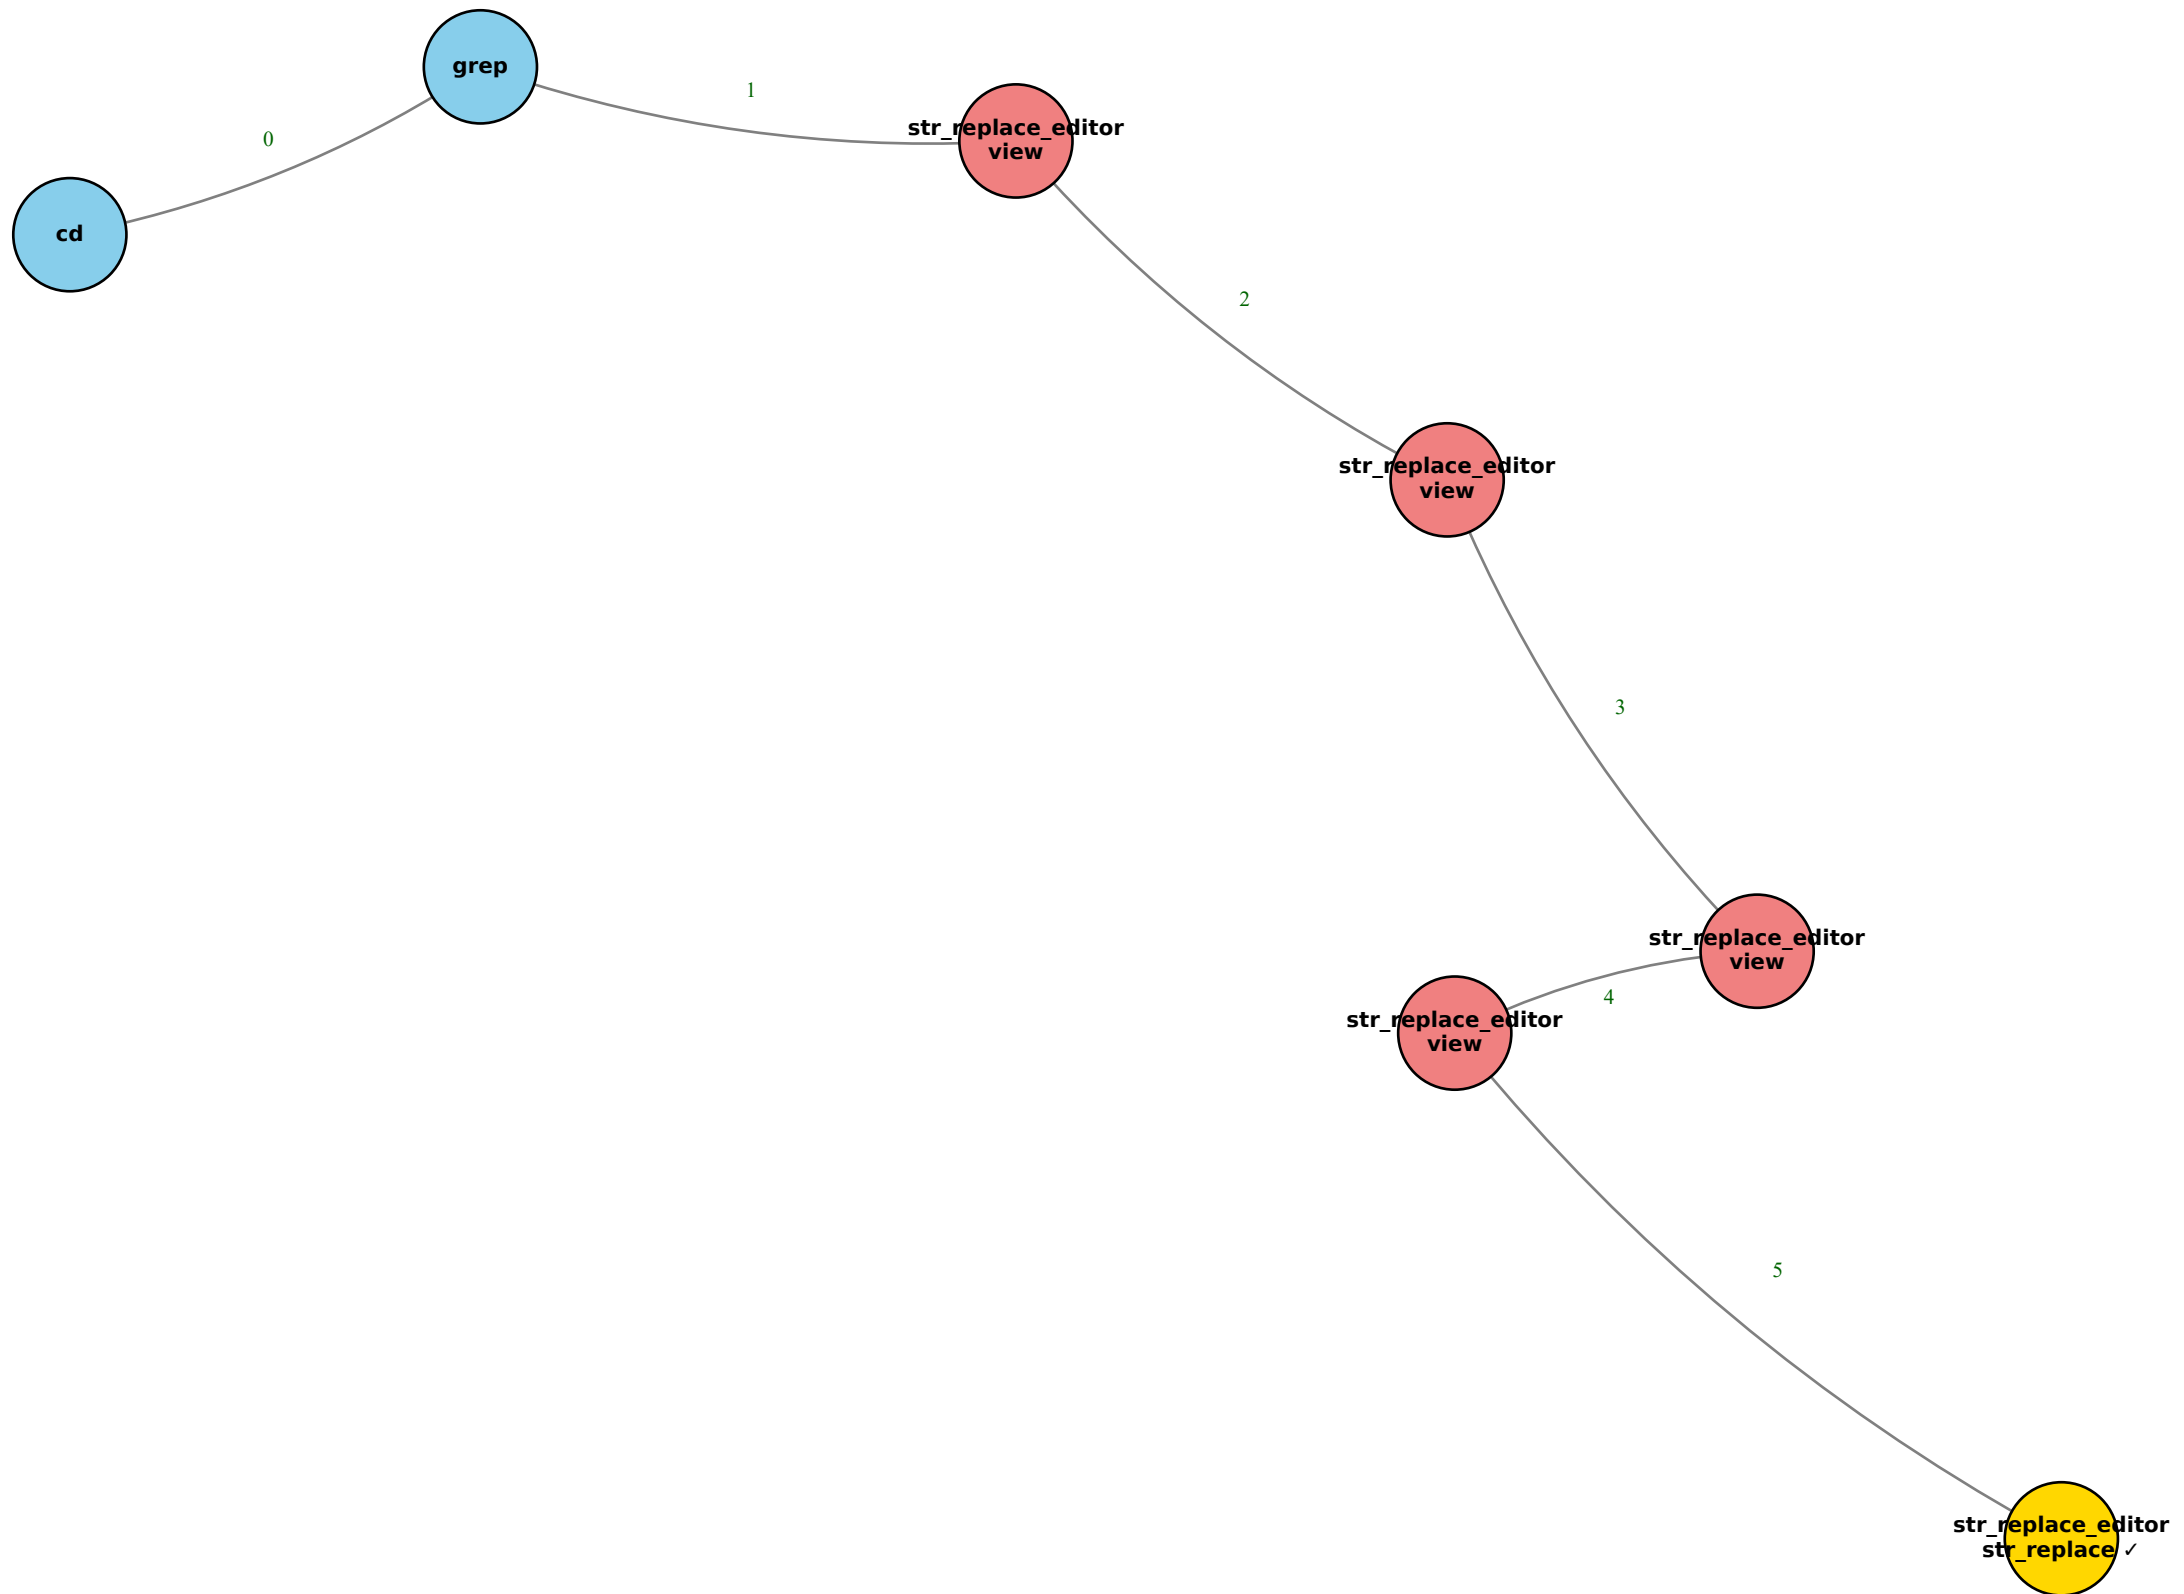 grep
1
str_replace_editor
view
0
cd
2
str_replace_editor
view
3
str_replace_editor
view
4
str_replace_editor
view
5
str_replace_editor
str_replace ✓